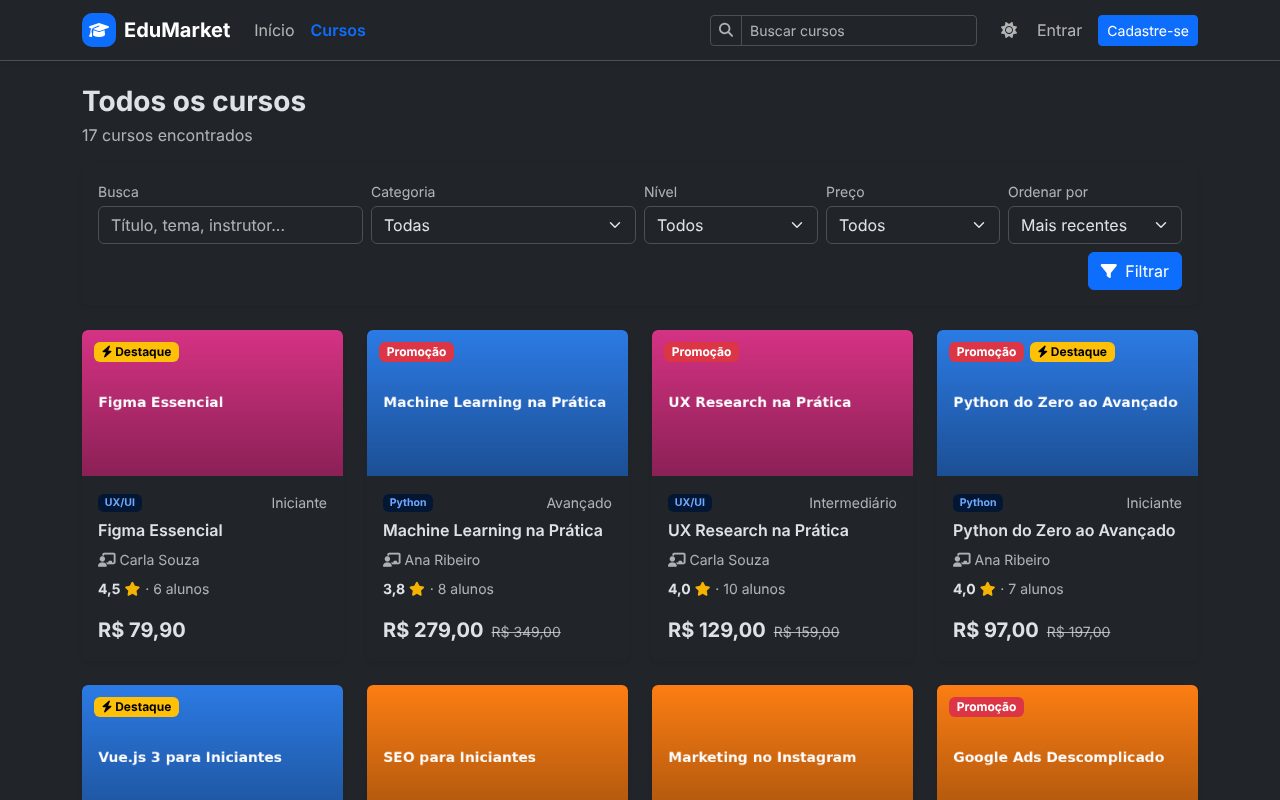 EduMarket Início Cursos Buscar cursos Entrar Cadastre-se
Todos os cursos
17 cursos encontrados
Busca Categoria Nível Preço Ordenar por
Título, tema, instrutor... Todas Todos Todos Mais recentes
Filtrar
Destaque Promoção Promoção Promoção Destaque
Figma Essencial Machine Learning na Prática UX Research na Prática Python do Zero ao Avançado
UX/UI Iniciante Python Avançado UX/UI Intermediário Python Iniciante
Figma Essencial Machine Learning na Prática UX Research na Prática Python do Zero ao Avançado
Carla Souza Ana Ribeiro Carla Souza Ana Ribeiro
4,5 · 6 alunos 3,8 · 8 alunos 4,0 · 10 alunos 4,0 · 7 alunos
R$ 79,90 R$ 279,00 R$ 349,00 R$ 129,00 R$ 159,00 R$ 97,00 R$ 197,00
Destaque Promoção
Vue.js 3 para Iniciantes SEO para Iniciantes Marketing no Instagram Google Ads Descomplicado